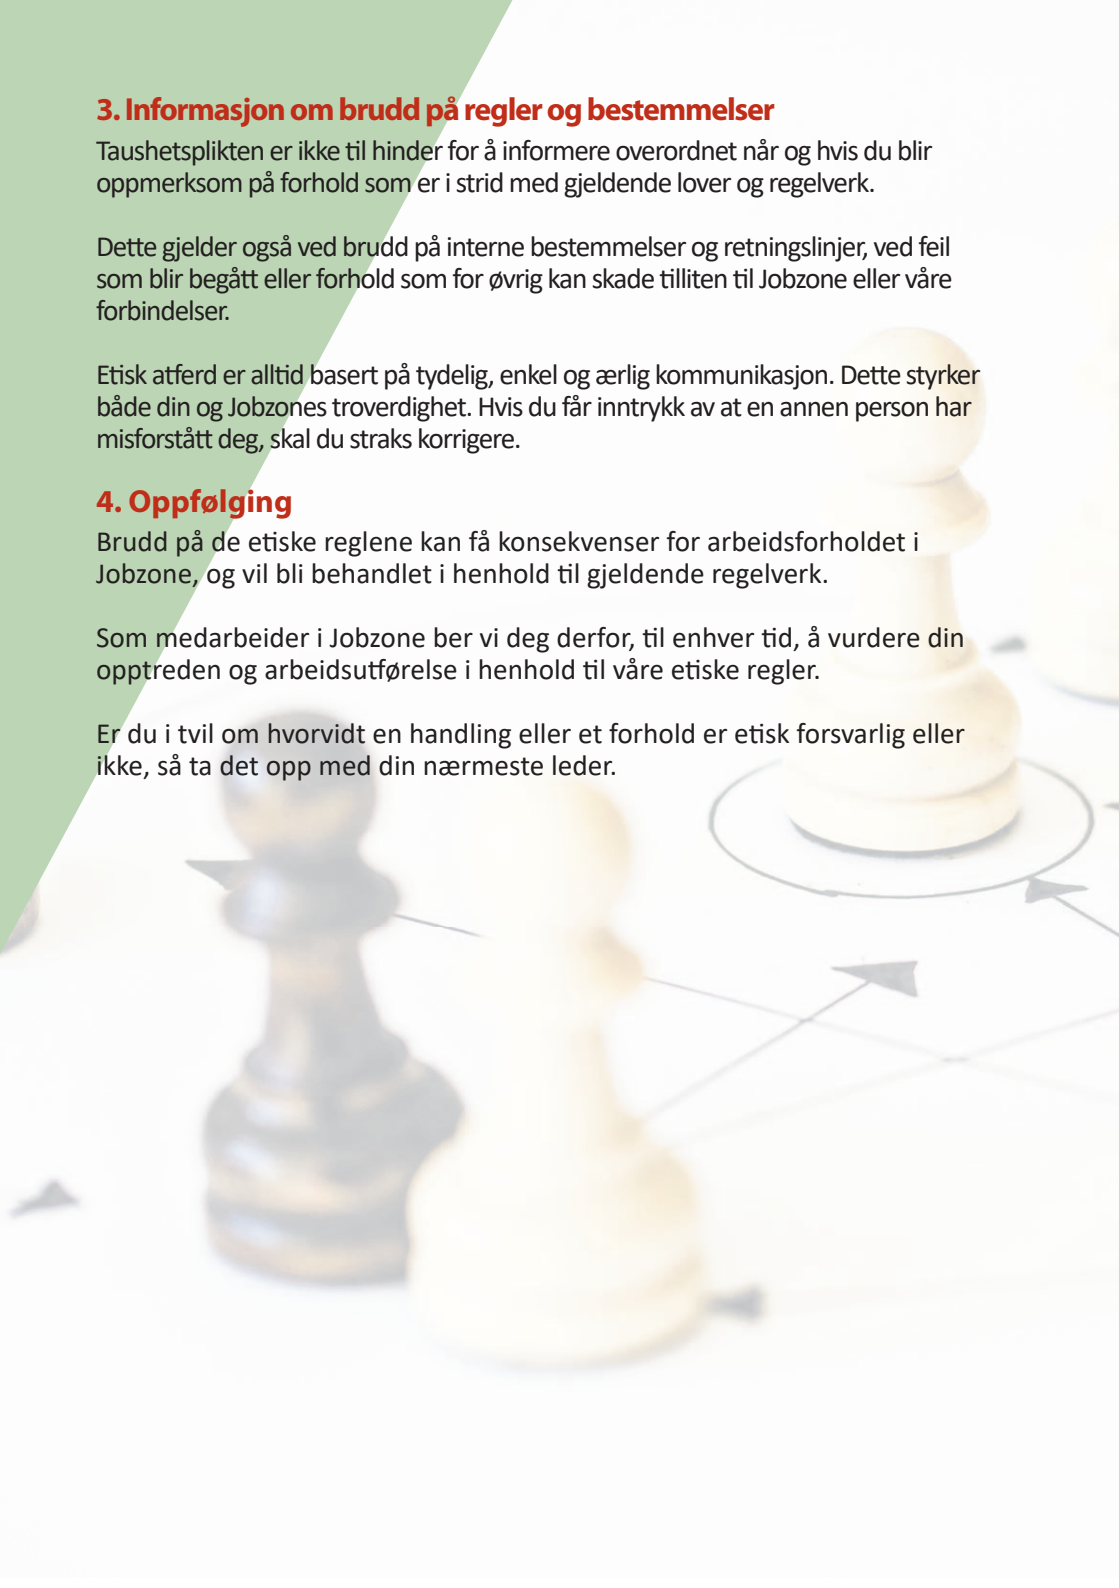 3. Informasjon om brudd på regler og bestemmelser
Taushetsplikten er ikke til hinder for å informere overordnet når og hvis du blir
oppmerksom på forhold som er i strid med gjeldende lover og regelverk.
Dette gjelder også ved brudd på interne bestemmelser og retningslinjer, ved feil
som blir begått eller forhold som for øvrig kan skade tilliten til Jobzone eller våre
forbindelser.
Etisk atferd er alltid basert på tydelig, enkel og ærlig kommunikasjon. Dette styrker
både din og Jobzones troverdighet. Hvis du får inntrykk av at en annen person har
misforstått deg, skal du straks korrigere.
4. Oppfølging
Brudd på de etiske reglene kan få konsekvenser for arbeidsforholdet i
Jobzone, og vil bli behandlet i henhold til gjeldende regelverk.
Som medarbeider i Jobzone ber vi deg derfor, til enhver tid, å vurdere din
opptreden og arbeidsutførelse i henhold til våre etiske regler.
Er du i tvil om hvorvidt en handling eller et forhold er etisk forsvarlig eller
ikke, så ta det opp med din nærmeste leder.